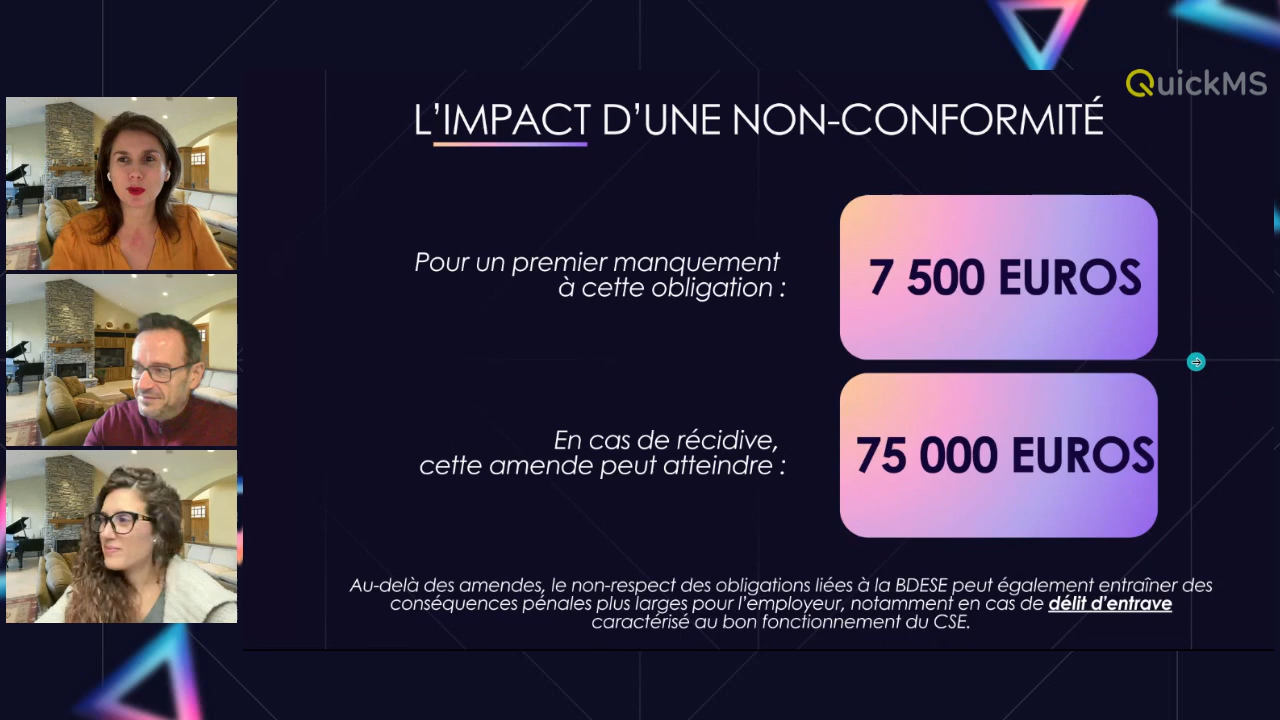 QuickMS
L'IMPACT D'UNE NON-CONFORMITÉ
Pour un premier manquement
à cette obligation :
7 500 EUROS
En cas de récidive,
cette amende peut atteindre :
75 000 EUROS
Au-delà des amendes, le non-respect des obligations liées à la BDESE peut également entraîner des
conséquences pénales plus larges pour l'employeur, notamment en cas de délit d'entrave
caractérisé au bon fonctionnement du CSE.